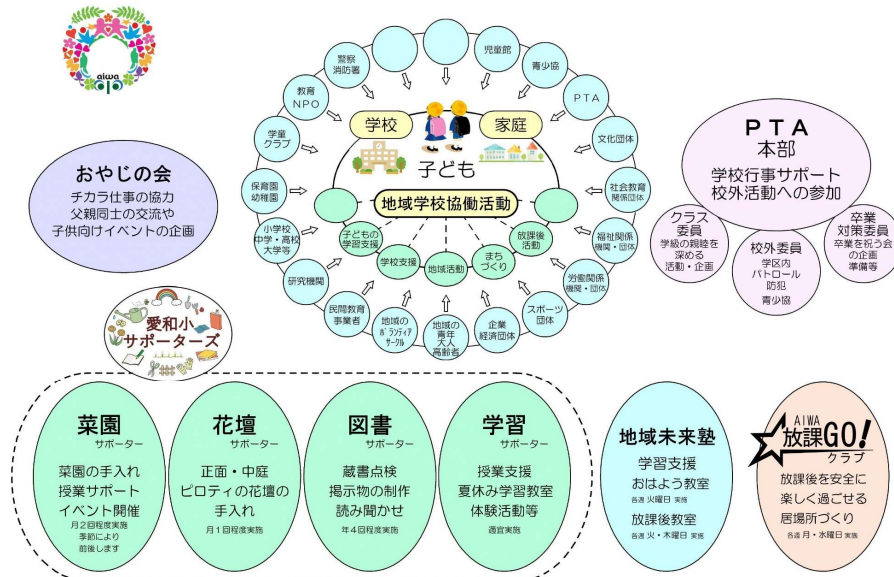 aiwa
警察
消防署
児童館
青少協
教育
NPO
PTA
学童
クラブ
文化団体
保育園
幼稚園
社会教育
関係団体
小学校
中学・高校
大学等
福祉関係
機関・団体
研究機関
労働関係
機関・団体
民間教育
事業者
地域の
ボランティア
サークル
地域の
青年
大人
高齢者
企業
経済団体
スポーツ
団体
学校
家庭
子ども
地域学校協働活動
子どもの
学習支援
学校支援
地域活動
まち
づくり
放課後
活動
おやじの会
チカラ仕事の協力
父親同士の交流や
子供向けイベントの企画
PTA
本部
学校行事サポート
校外活動への参加
クラス
委員
学級の親睦を
深める
活動・企画
校外委員
学区内
パトロール
防犯
青少協
卒業
対策委員
卒業を祝う会
の企画
準備等
愛和小
サポーターズ
菜園
サポーター
菜園の手入れ
授業サポート
イベント開催
月2回程度実施
季節により
前後します
花壇
サポーター
正面・中庭
ピロティの花壇の
手入れ
月1回程度実施
図書
サポーター
蔵書点検
掲示物の制作
読み聞かせ
年4回程度実施
学習
サポーター
授業支援
夏休み学習教室
体験活動等
適宜実施
地域未来塾
学習支援
おはよう教室
各週 火曜日 実施
放課後教室
各週 火・木曜日 実施
AIWA
放課GO!
クラブ
放課後を安全に
楽しく過ごせる
居場所づくり
各週 月・水曜日 実施